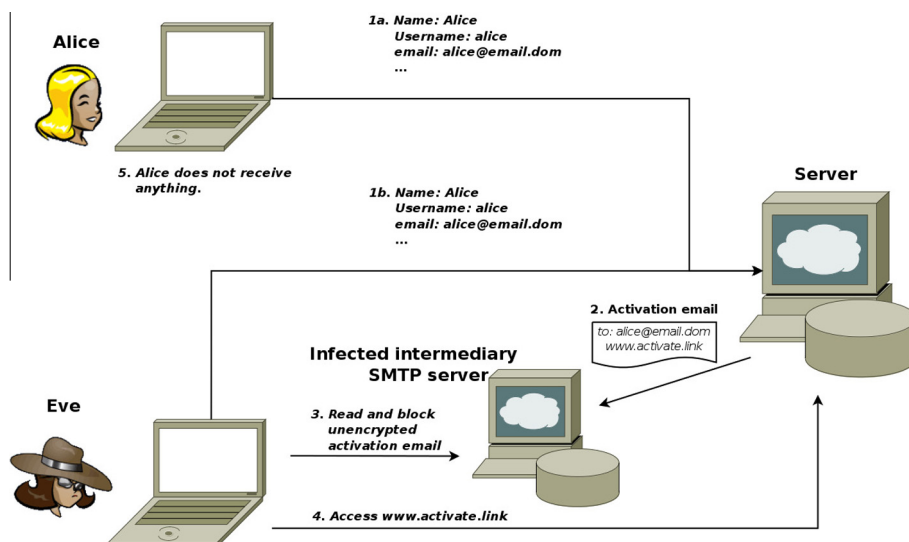 Alice
1a. Name: Alice
Username: alice
email: alice@email.dom
...
5. Alice does not receive
anything.
1b. Name: Alice
Username: alice
email: alice@email.dom
...
Server
2. Activation email
to: alice@email.dom
www.activate.link
Infected intermediary
SMTP server
Eve
3. Read and block
unencrypted
activation email
4. Access www.activate.link